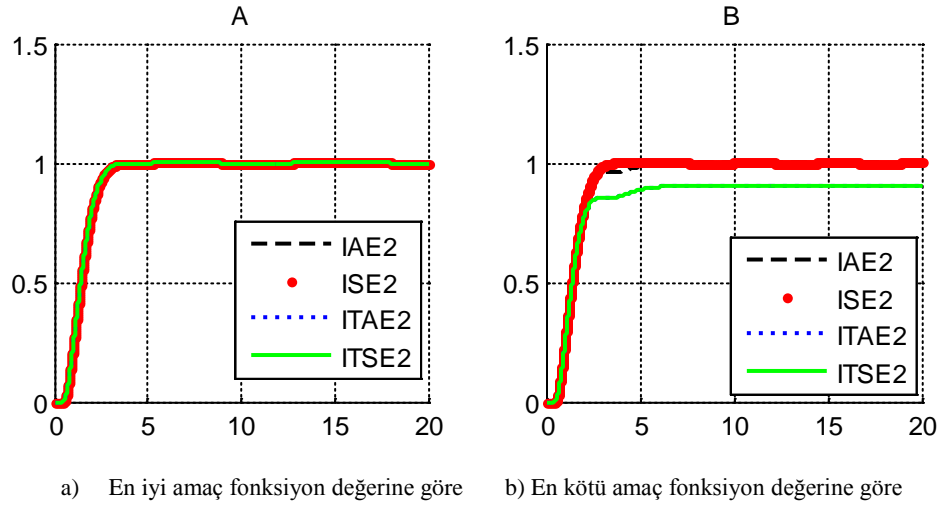 A
1.5
1
0.5
0
0 5 10 15 20
IAE2
ISE2
ITAE2
ITSE2
B
1.5
1
0.5
0
0 5 10 15 20
IAE2
ISE2
ITAE2
ITSE2
a) En iyi amaç fonksiyon değerine göre
b) En kötü amaç fonksiyon değerine göre